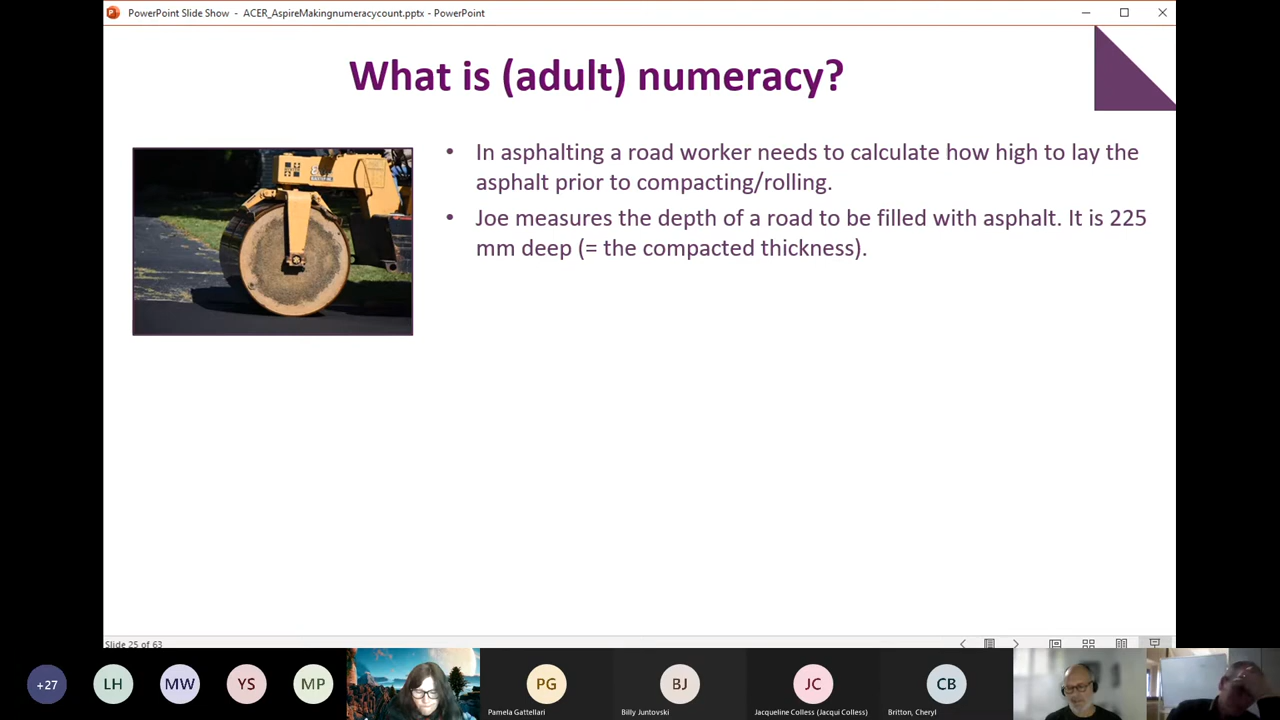 PowerPoint Slide Show - ACER_AspireMakingnumeracycount.pptx - PowerPoint
What is (adult) numeracy?
• In asphalting a road worker needs to calculate how high to lay the
asphalt prior to compacting/rolling.
• Joe measures the depth of a road to be filled with asphalt. It is 225
mm deep (= the compacted thickness).
Slide 25 of 63
+27
LH
MW
YS
MP
PG
BJ
JC
CB
Pamela Gattellari
Billy Juntovski
Jacqueline Colless (Jacqui Colless)
Britton, Cheryl